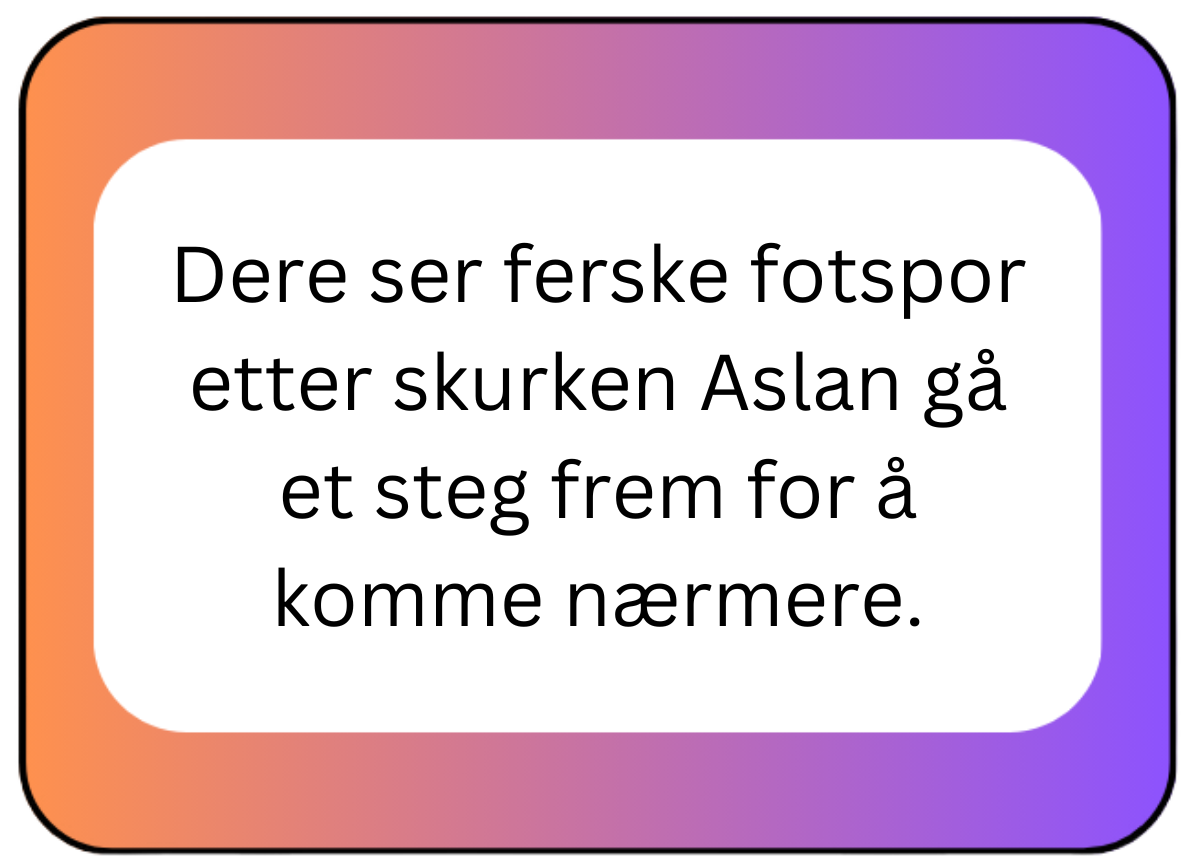 Dere ser ferske fotspor
etter skurken Aslan gå
et steg frem for å
komme nærmere.